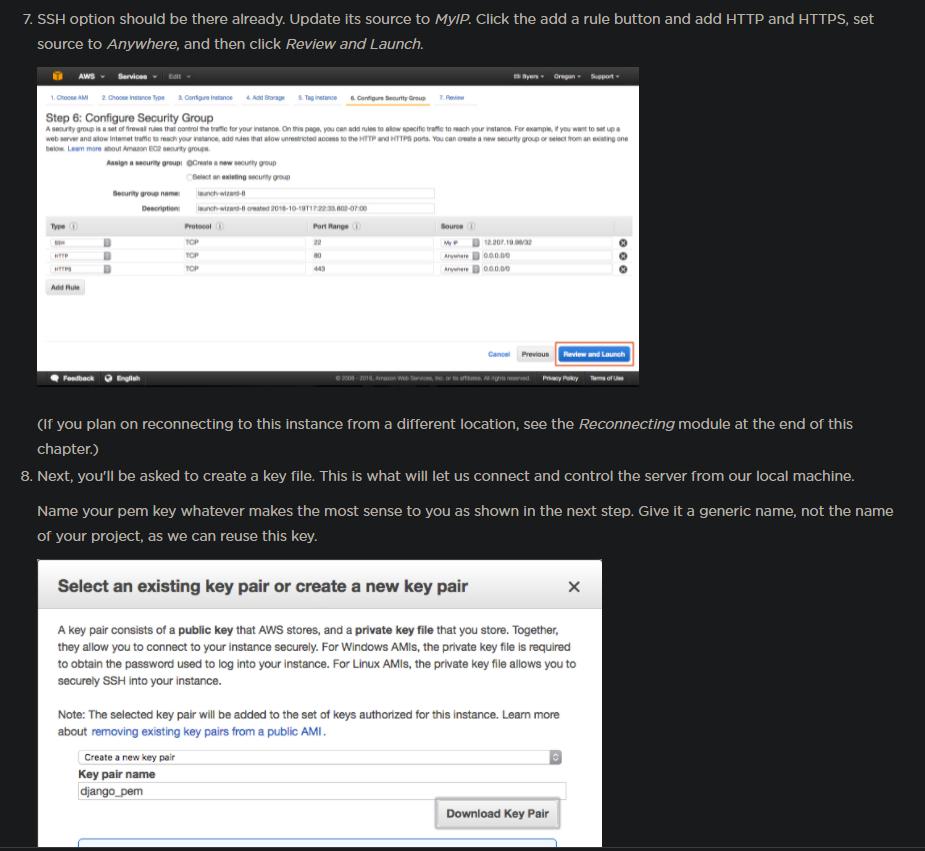 7. SSH option should be there already. Update its source to MyIP. Click the add a rule button and add HTTP and HTTPS, set
source to Anywhere, and then click Review and Launch.
AWS Services Edit Eli Byers Oregon Support
1. Choose AMI 2. Choose Instance Type 3. Configure Instance 4. Add Storage 5. Tag Instance 6. Configure Security Group 7. Review
Step 6: Configure Security Group
A security group is a set of firewall rules that control the traffic for your instance. On this page, you can add rules to allow specific traffic to reach your instance. For example, if you want to set up a
web server and allow Internet traffic to reach your instance, add rules that allow unrestricted access to the HTTP and HTTPS ports. You can create a new security group or select from an existing one
below. Learn more about Amazon EC2 security groups.
Assign a security group: Create a new security group
Select an existing security group
Security group name: launch-wizard-8
Description: launch-wizard-8 created 2016-10-19T17:22:33.802-07:00
Type Protocol Port Range Source
SSH TCP 22 My IP 12.207.19.98/32
HTTP TCP 80 Anywhere 0.0.0.0/0
HTTPS TCP 443 Anywhere 0.0.0.0/0
Add Rule
Cancel Previous Review and Launch
Feedback English © 2008 - 2016, Amazon Web Services, Inc. or its affiliates. All rights reserved. Privacy Policy Terms of Use
(If you plan on reconnecting to this instance from a different location, see the Reconnecting module at the end of this
chapter.)
8. Next, you'll be asked to create a key file. This is what will let us connect and control the server from our local machine.
Name your pem key whatever makes the most sense to you as shown in the next step. Give it a generic name, not the name
of your project, as we can reuse this key.
Select an existing key pair or create a new key pair ×
A key pair consists of a public key that AWS stores, and a private key file that you store. Together,
they allow you to connect to your instance securely. For Windows AMIs, the private key file is required
to obtain the password used to log into your instance. For Linux AMIs, the private key file allows you to
securely SSH into your instance.
Note: The selected key pair will be added to the set of keys authorized for this instance. Learn more
about removing existing key pairs from a public AMI.
Create a new key pair
Key pair name
django_pem
Download Key Pair